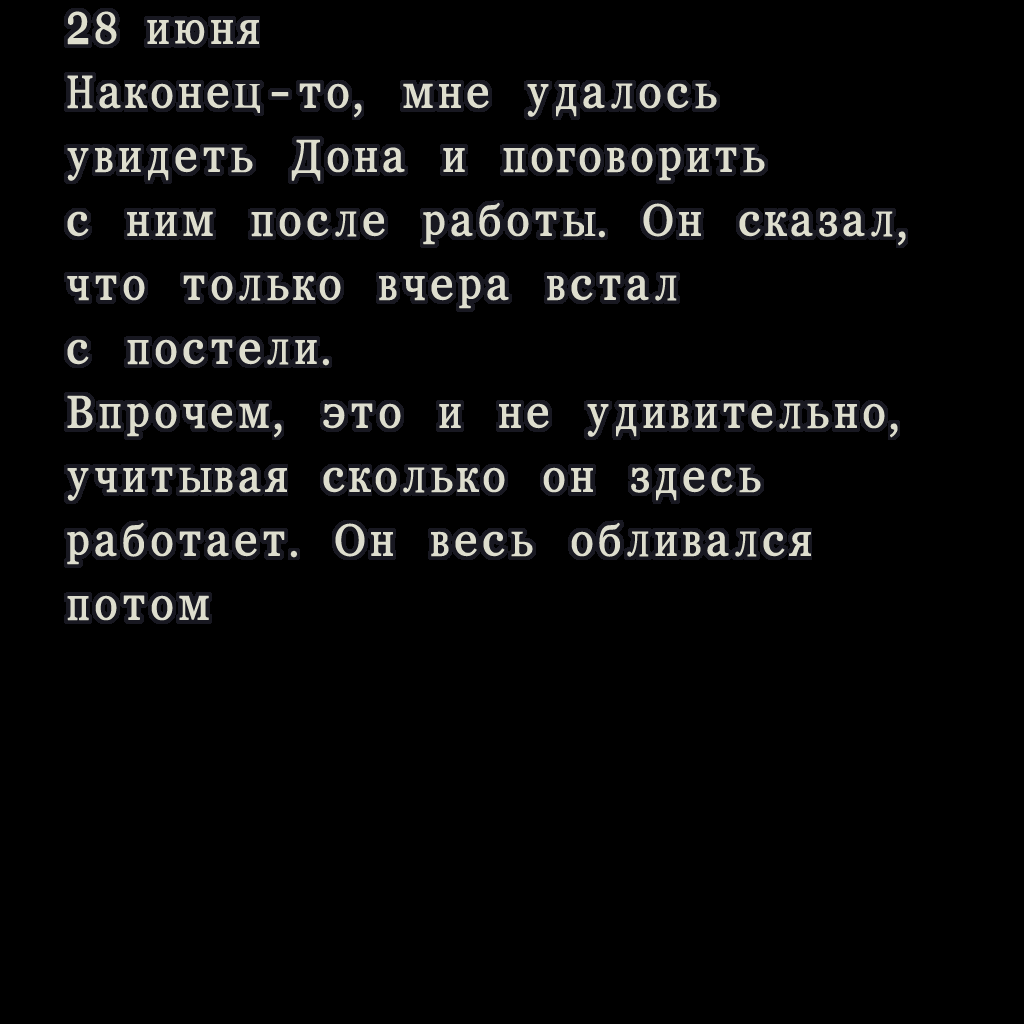 28 июня
Наконец-то, мне удалось
увидеть Дона и поговорить
с ним после работы. Он сказал,
что только вчера встал
с постели.
Впрочем, это и не удивительно,
учитывая сколько он здесь
работает. Он весь обливался
потом